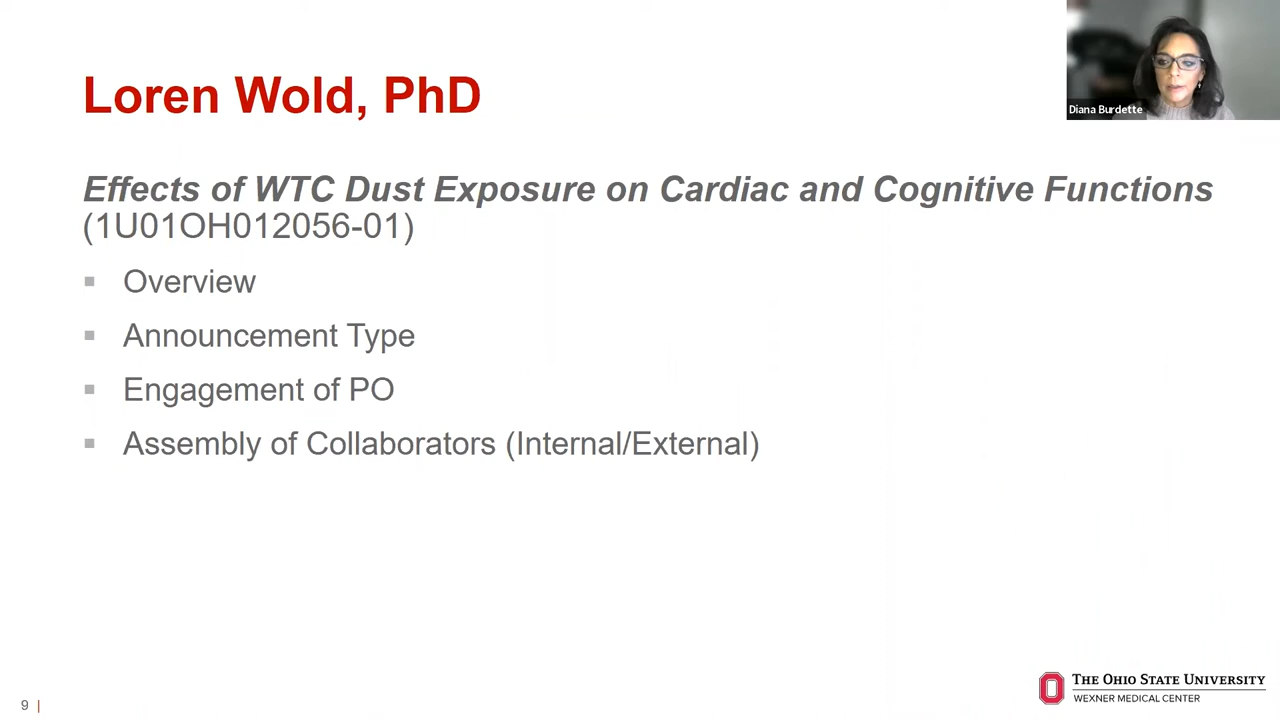 Loren Wold, PhD
Diana Burdette
Effects of WTC Dust Exposure on Cardiac and Cognitive Functions
(1U01OH012056-01)
Overview
Announcement Type
Engagement of PO
Assembly of Collaborators (Internal/External)
9 |
THE OHIO STATE UNIVERSITY
WEXNER MEDICAL CENTER